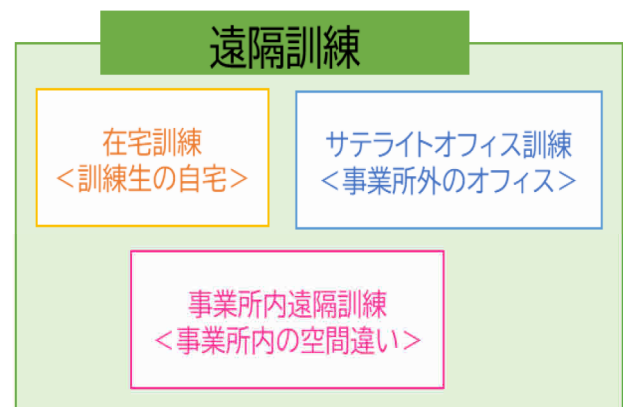 遠隔訓練
在宅訓練
＜訓練生の自宅＞
サテライトオフィス訓練
＜事業所外のオフィス＞
事業所内遠隔訓練
＜事業所内の空間違い＞